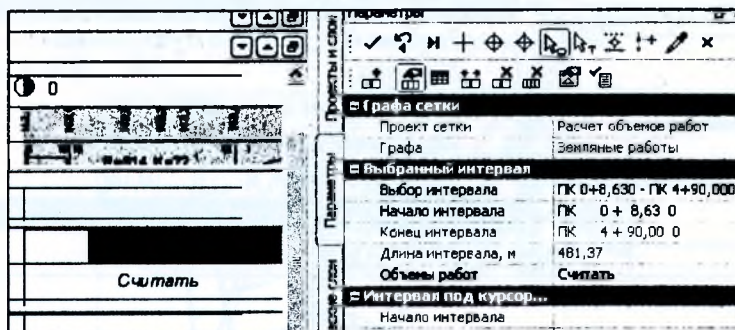 Параметры
Проекты и слои
0
Графа сетки
Проект сетки Расчет объемов работ
Графа Земляные работы
Выбранный интервал
Параметры
Выбор интервала ПК 0+8,630 - ПК 4+90,000
Начало интервала ПК 0 + 8,63 0
Конец интервала ПК 4 + 90,00 0
Длина интервала, м 481,37
Считать
Объемы работ Считать
слои
Интервал под курсор...
Начало интервала